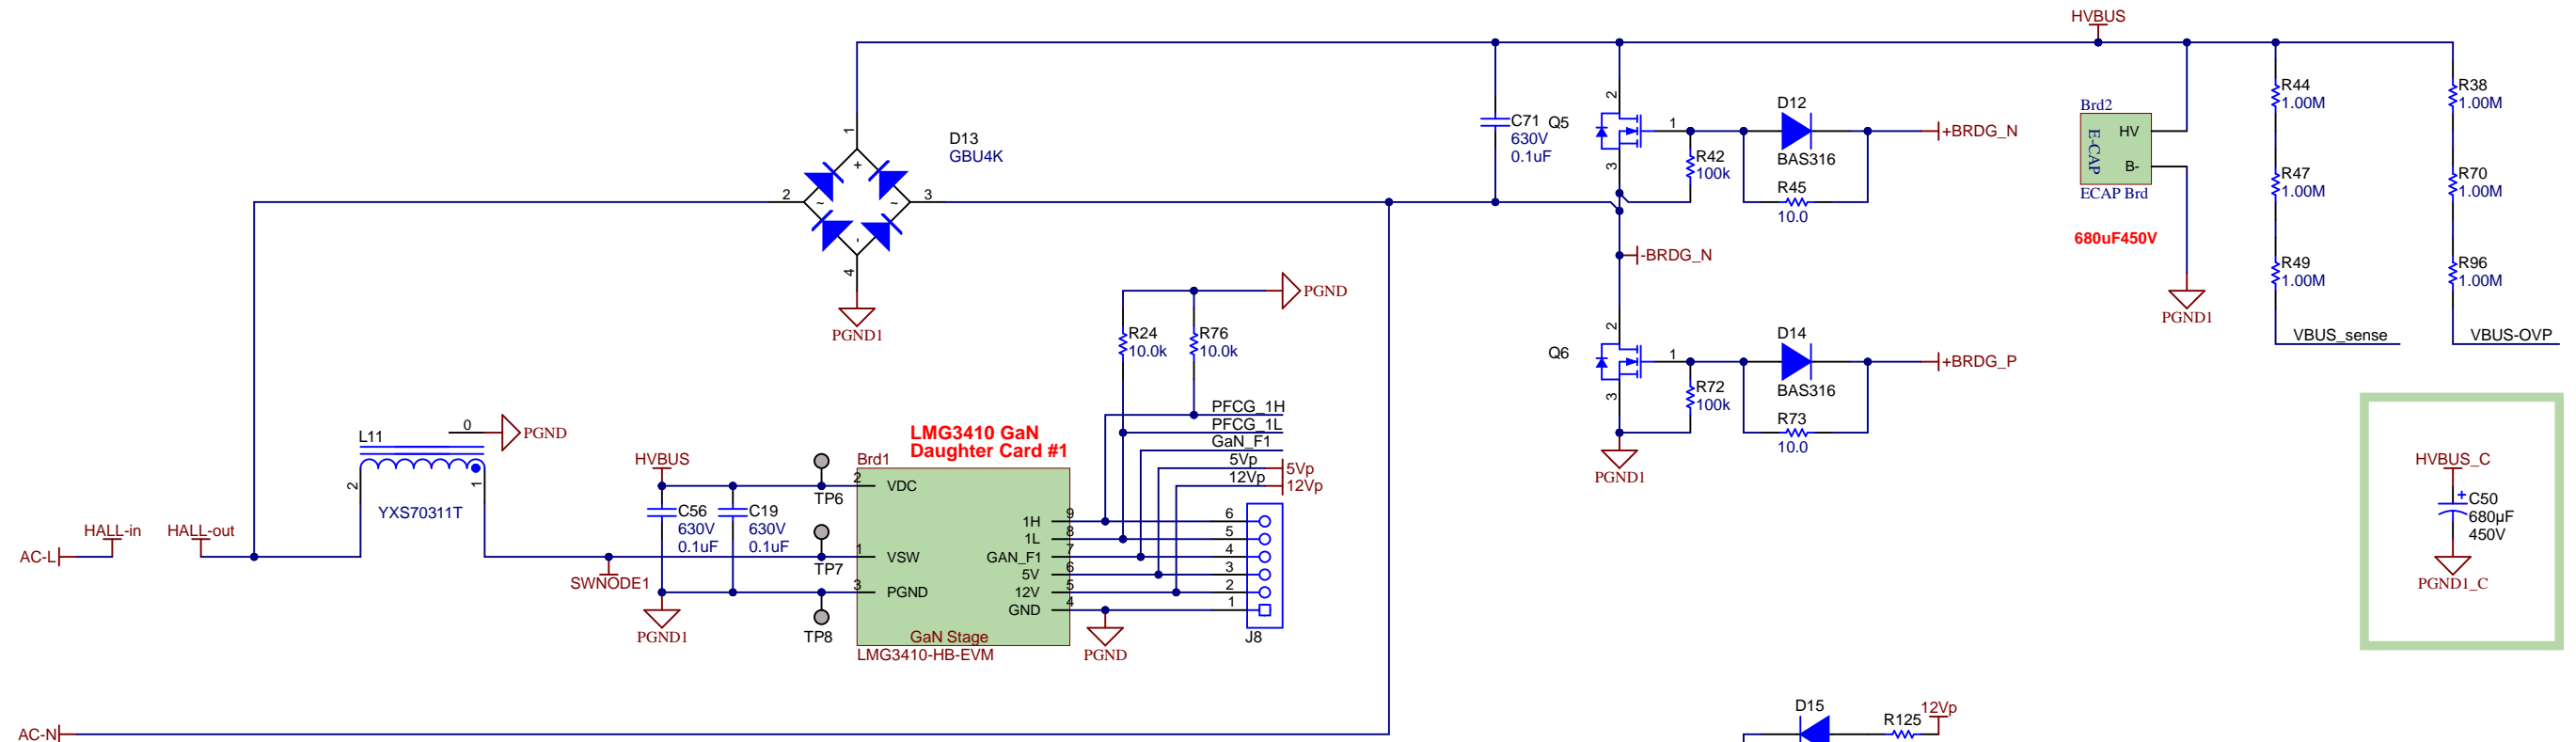 HVBUS
1
D13
GBU4K
+
2
~
~
3
-
4
PGND1
C71
630V
0.1uF
Q5
2
1
3
R42
100k
D12
BAS316
R45
10.0
+BRDG_N
-BRDG_N
Brd2
HV
E-CAP
B-
ECAP Brd
680uF450V
PGND1
R44
1.00M
R47
1.00M
R49
1.00M
VBUS_sense
R38
1.00M
R70
1.00M
R96
1.00M
VBUS-OVP
PGND
R24
10.0k
R76
10.0k
Q6
2
1
3
R72
100k
D14
BAS316
R73
10.0
+BRDG_P
PGND1
PFCG_1H
PFCG_1L
GaN_F1
5Vp
5Vp
12Vp
12Vp
L11
0
PGND
2
1
YXS70311T
HALL-in
HALL-out
AC-L
SWNODE1
HVBUS
C56
630V
0.1uF
C19
630V
0.1uF
PGND1
TP6
TP7
TP8
LMG3410 GaN
Daughter Card #1
Brd1
2
VDC
1
VSW
3
PGND
1H
9
1L
8
GAN_F1
7
5V
6
12V
5
GND
4
GaN Stage
LMG3410-HB-EVM
PGND
6
5
4
3
2
1
J8
HVBUS_C
+
C50
680µF
450V
PGND1_C
AC-N
D15
R125
12Vp